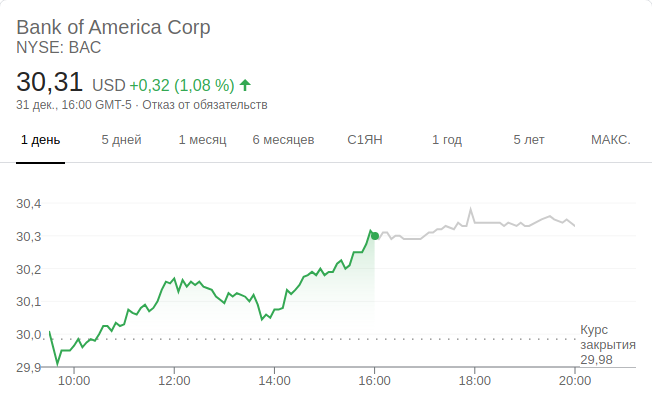 Bank of America Corp
NYSE: BAC
30,31 USD +0,32 (1,08 %)
31 дек., 16:00 GMT-5 · Отказ от обязательств
1 день 5 дней 1 месяц 6 месяцев С1ЯН 1 год 5 лет МАКС.
30,4
30,3
30,2
30,1
30,0
Курс
закрытия
29,98
29,9
10:00 12:00 14:00 16:00 18:00 20:00